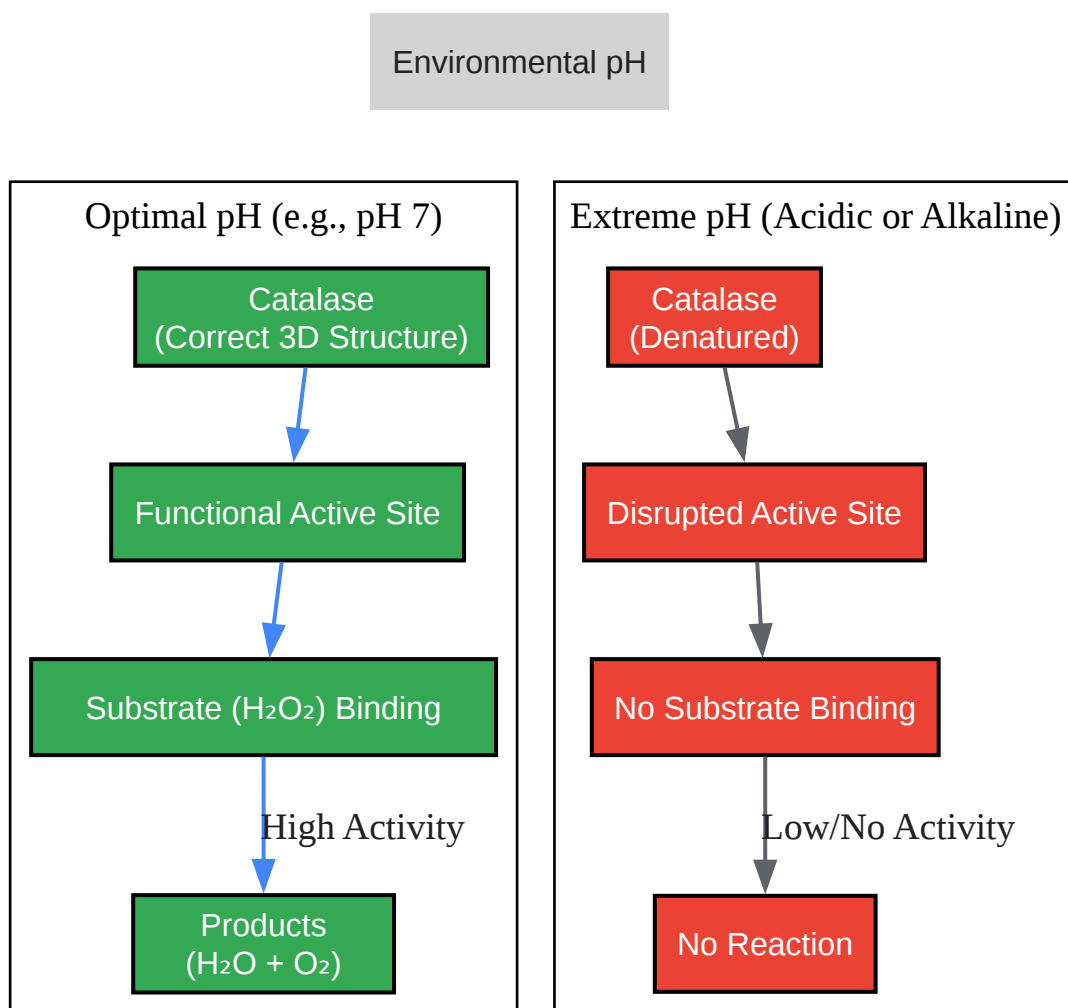 Environmental pH
Optimal pH (e.g., pH 7)
Catalase
(Correct 3D Structure)
Functional Active Site
Substrate (H₂O₂) Binding
High Activity
Products
(H₂O + O₂)
Extreme pH (Acidic or Alkaline)
Catalase
(Denatured)
Disrupted Active Site
No Substrate Binding
Low/No Activity
No Reaction